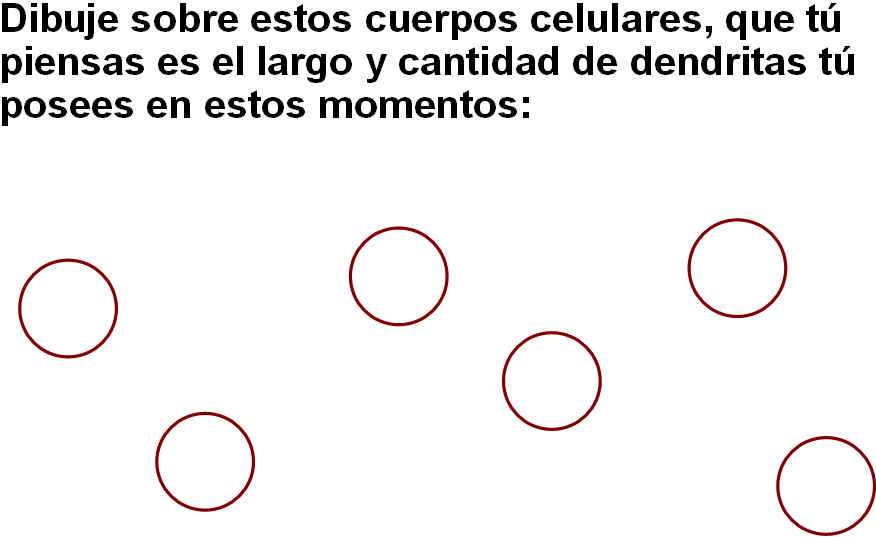 Dibuje sobre estos cuerpos celulares, que tú
piensas es el largo y cantidad de dendritas tú
posees en estos momentos: